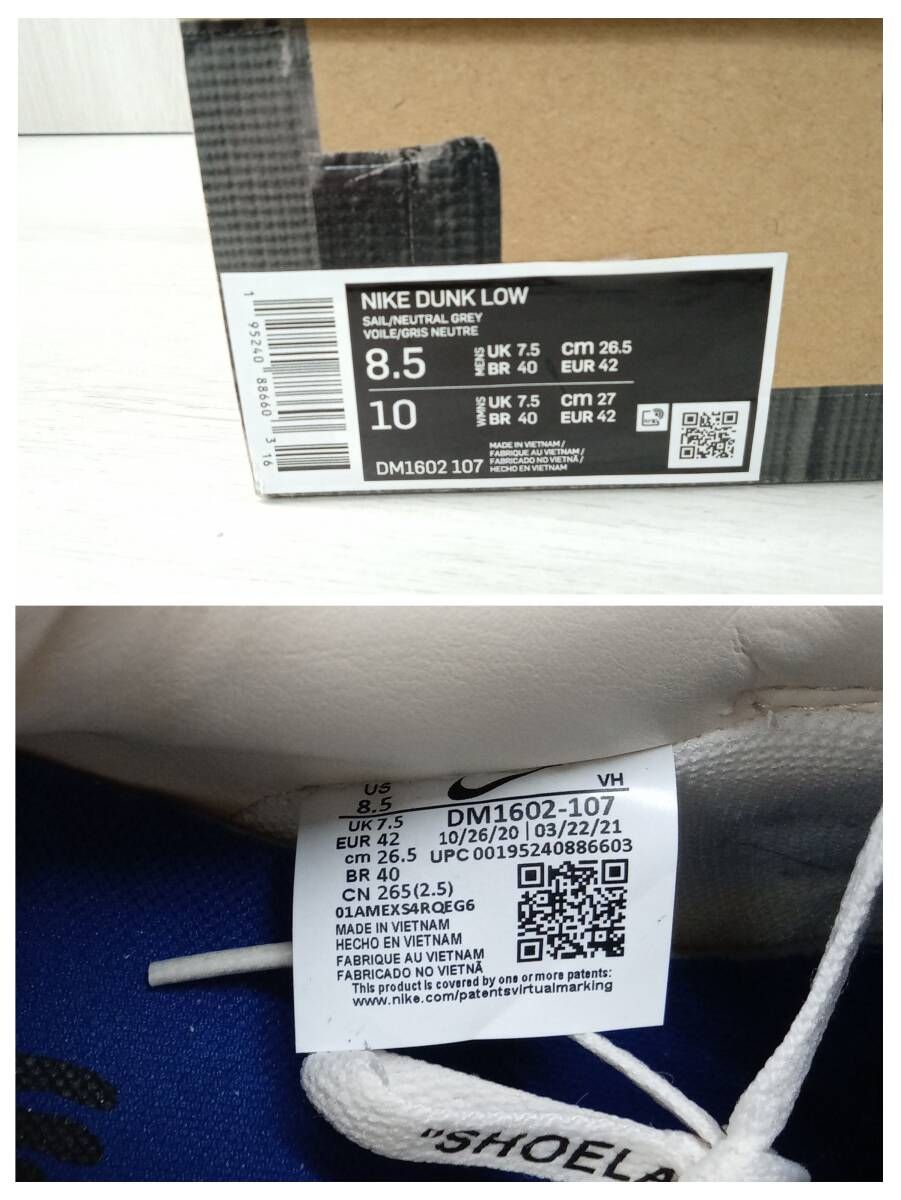 NIKE DUNK LOW
SAIL/NEUTRAL GREY
VOILE/GRIS NEUTRE
8.5 MENS UK 7.5 cm 26.5
BR 40 EUR 42
10 WMNS UK 7.5 cm 27
BR 40 EUR 42
DM1602 107
MADE IN VIETNAM /
FABRIQUE AU VIETNAM /
FABRICADO NO VIETNÃ /
HECHO EN VIETNAM
1 95240 88660 3 16
US
8.5
UK 7.5
EUR 42
cm 26.5
BR 40
CN 265(2.5)
VH
DM1602-107
10/26/20 | 03/22/21
UPC 00195240886603
01AMEXS4RQEG6
MADE IN VIETNAM
HECHO EN VIETNAM
FABRIQUE AU VIETNAM
FABRICADO NO VIETNÃ
This product is covered by one or more patents:
www.nike.com/patentsvirtualmarking
"SHOELA